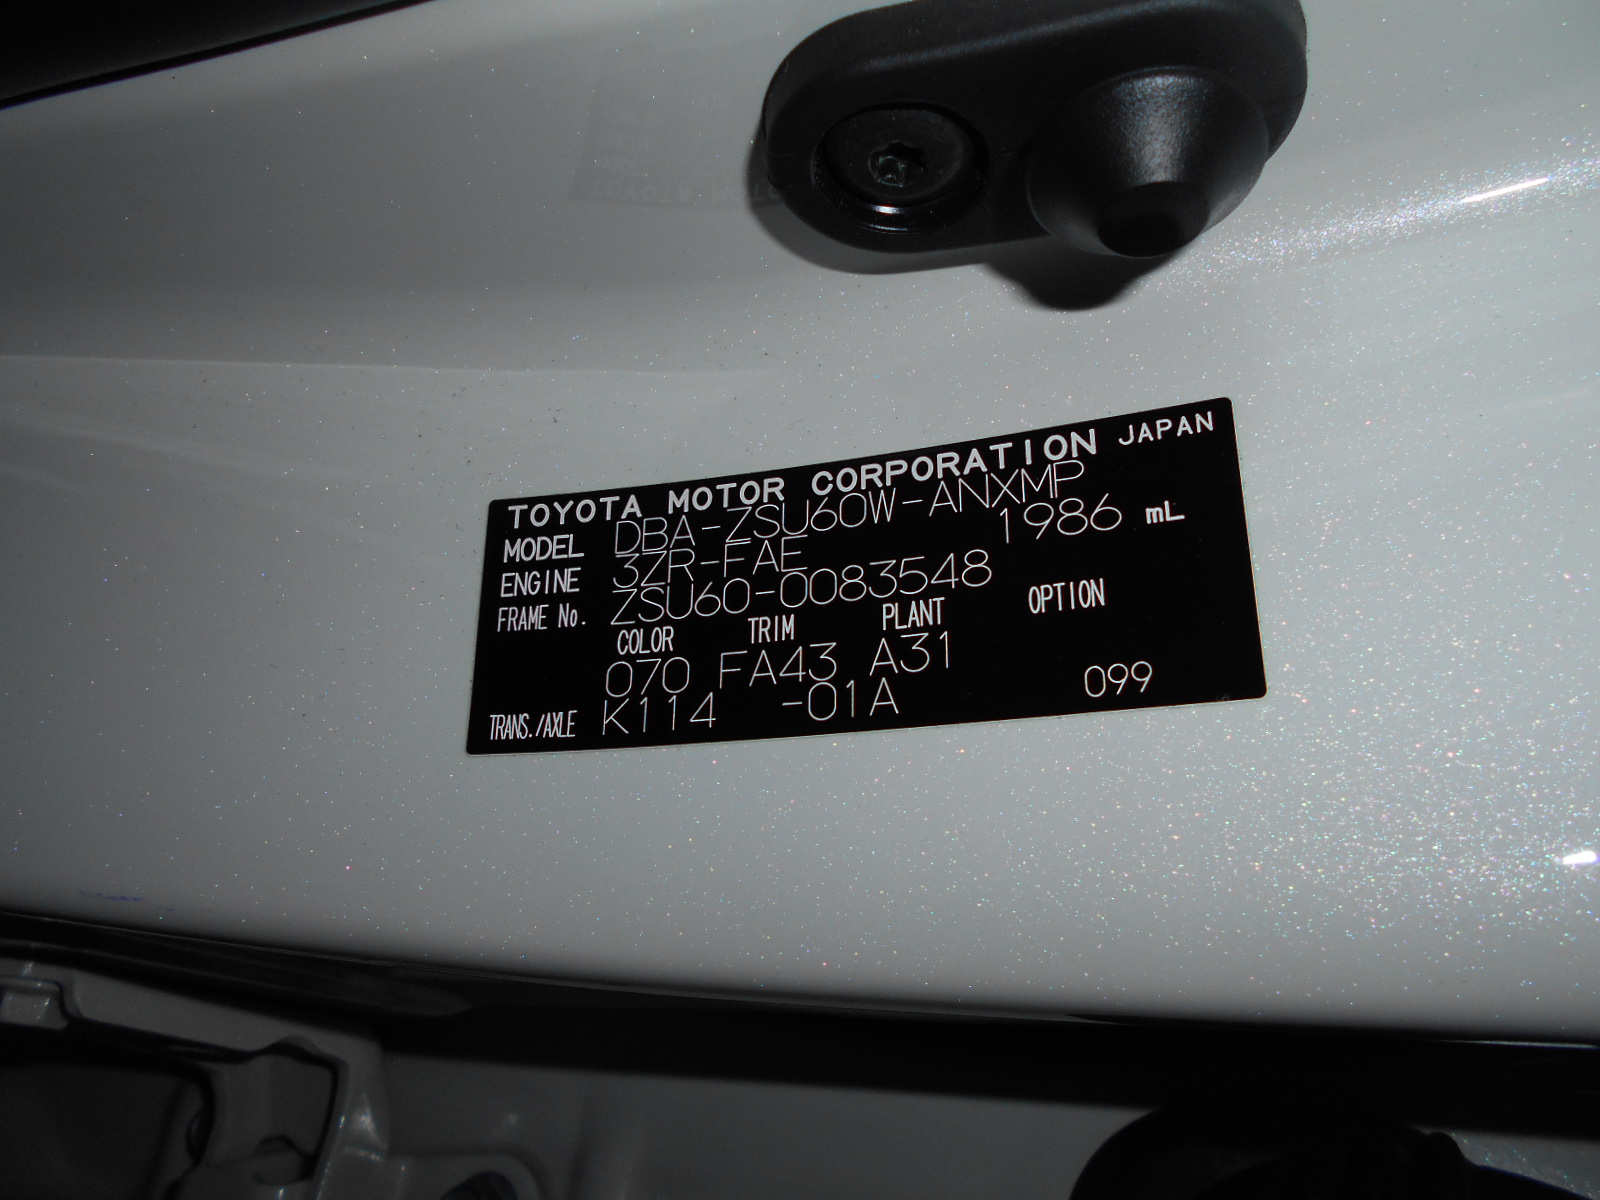 TOYOTA MOTOR CORPORATION JAPAN
MODEL DBA-ZSU60W-ANXMP
ENGINE 3ZR-FAE 1986 mL
FRAME No. ZSU60-0083548
COLOR TRIM PLANT OPTION
070 FA43 A31
TRANS./AXLE K114 -01A 099